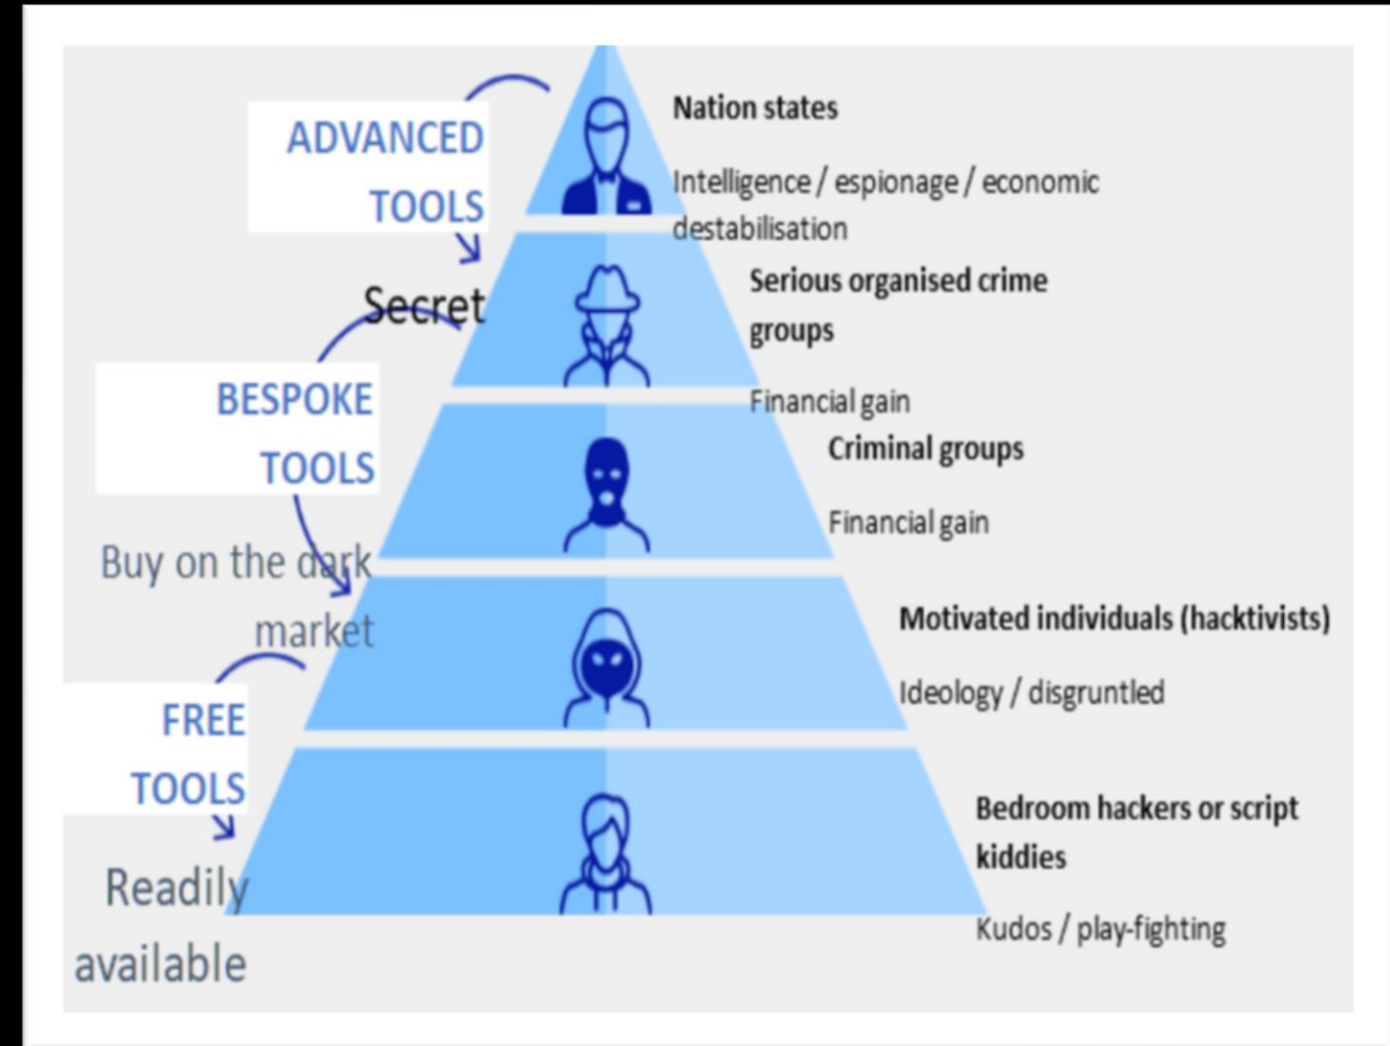 ADVANCED
TOOLS
Secret
BESPOKE
TOOLS
Buy on the dark
market
FREE
TOOLS
Readily
available
Nation states
Intelligence / espionage / economic
destabilisation
Serious organised crime
groups
Financial gain
Criminal groups
Financial gain
Motivated individuals (hacktivists)
Ideology / disgruntled
Bedroom hackers or script
kiddies
Kudos / play-fighting